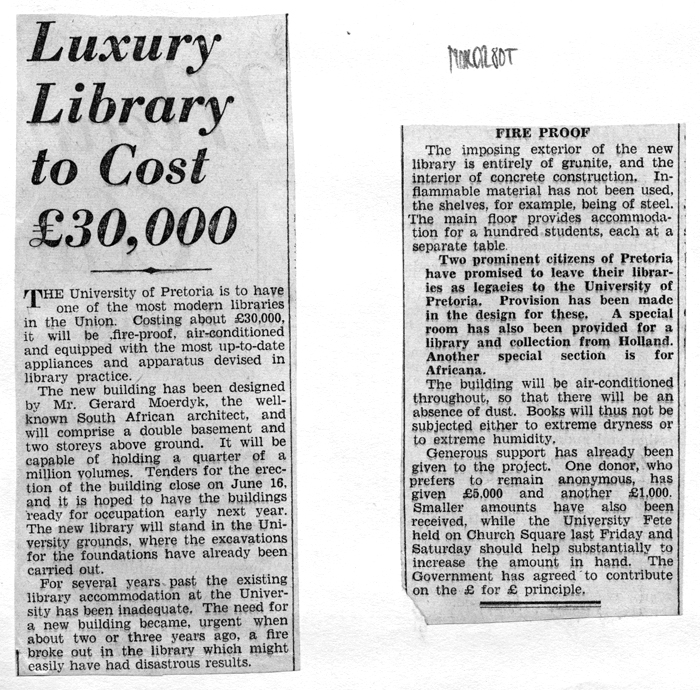 Luxury
Library
to Cost
£30,000
THE University of Pretoria is to have
one of the most modern libraries
in the Union. Costing about £30,000,
it will be fire-proof, air-conditioned
and equipped with the most up-to-date
appliances and apparatus devised in
library practice.
The new building has been designed
by Mr. Gerard Moerdyk, the well-
known South African architect, and
will comprise a double basement and
two storeys above ground. It will be
capable of holding a quarter of a
million volumes. Tenders for the erec-
tion of the building close on June 16,
and it is hoped to have the buildings
ready for occupation early next year.
The new library will stand in the Uni-
versity grounds, where the excavations
for the foundations have already been
carried out.
For several years past the existing
library accommodation at the Univer-
sity has been inadequate. The need for
a new building became, urgent when
about two or three years ago, a fire
broke out in the library which might
easily have had disastrous results.
FIRE PROOF
The imposing exterior of the new
library is entirely of granite, and the
interior of concrete construction. In-
flammable material has not been used,
the shelves, for example, being of steel.
The main floor provides accommoda-
tion for a hundred students, each at a
separate table.
Two prominent citizens of Pretoria
have promised to leave their librar-
ies as legacies to the University of
Pretoria. Provision has been made
in the design for these. A special
room has also been provided for a
library and collection from Holland.
Another special section is for
Africana.
The building will be air-conditioned
throughout, so that there will be an
absence of dust. Books will thus not be
subjected either to extreme dryness or
to extreme humidity.
Generous support has already been
given to the project. One donor, who
prefers to remain anonymous, has
given £5,000 and another £1,000.
Smaller amounts have also been
received, while the University Fete
held on Church Square last Friday and
Saturday should help substantially to
increase the amount in hand. The
Government has agreed to contribute
on the £ for £ principle.